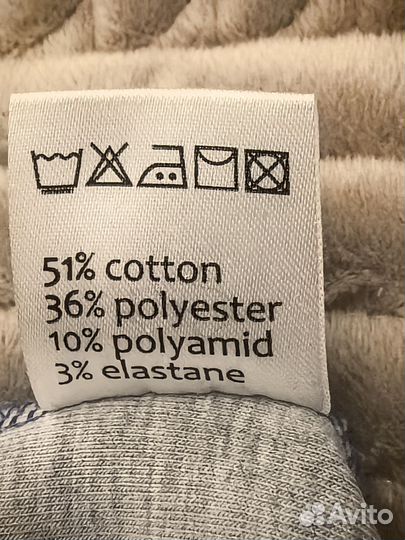 51% cotton
36% polyester
10% polyamid
3% elastane
Avito